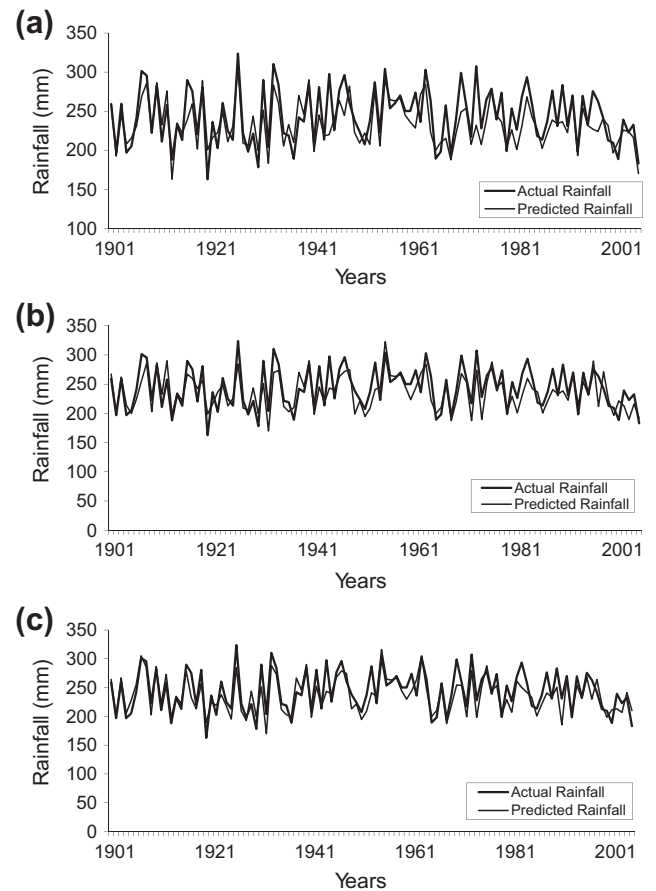 (a)
350
300
250
200
150
100
Rainfall (mm)
Actual Rainfall
Predicted Rainfall
1901 1921 1941 1961 1981 2001
Years
(b)
350
300
250
200
150
100
50
0
Rainfall (mm)
Actual Rainfall
Predicted Rainfall
1901 1921 1941 1961 1981 2001
Years
(c)
350
300
250
200
150
100
50
0
Rainfall (mm)
Actual Rainfall
Predicted Rainfall
1901 1921 1941 1961 1981 2001
Years